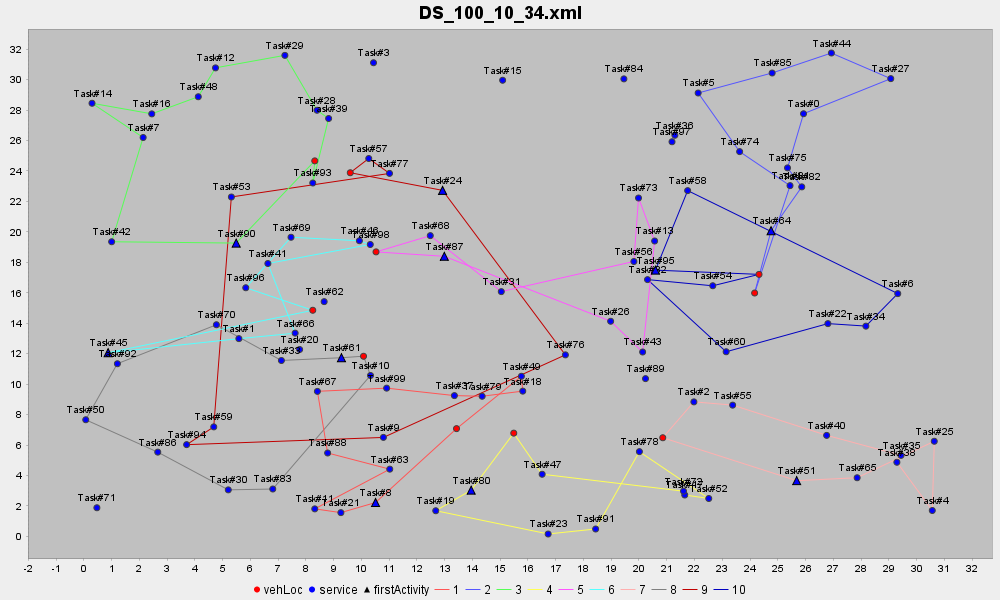 DS_100_10_34.xml
32
30
28
26
24
22
20
18
16
14
12
10
8
6
4
2
0
Task#44
Task#29
Task#3
Task#12
Task#85
Task#15
Task#84
Task#27
Task#5
Task#48
Task#14
Task#16
Task#28
Task#39
Task#0
Task#7
Task#36
Task#97
Task#74
Task#57
Task#77
Task#75
Task#93
Task#82
Task#24
Task#58
Task#53
Task#73
Task#64
Task#68
Task#69
Task#98
Task#13
Task#42
Task#90
Task#87
Task#41
Task#56
Task#95
Task#54
Task#96
Task#31
Task#6
Task#62
Task#26
Task#70
Task#22
Task#34
Task#66
Task#1
Task#20
Task#45
Task#92
Task#33
Task#61
Task#43
Task#60
Task#76
Task#10
Task#49
Task#89
Task#67
Task#99
Task#37
Task#79
Task#18
Task#2
Task#55
Task#50
Task#59
Task#94
Task#9
Task#40
Task#25
Task#86
Task#88
Task#78
Task#35
Task#38
Task#63
Task#47
Task#51
Task#65
Task#30
Task#83
Task#80
Task#52
Task#71
Task#11
Task#21
Task#8
Task#19
Task#4
Task#23
Task#91
-2 -1 0 1 2 3 4 5 6 7 8 9 10 11 12 13 14 15 16 17 18 19 20 21 22 23 24 25 26 27 28 29 30 31 32
vehLoc service firstActivity 1 2 3 4 5 6 7 8 9 10